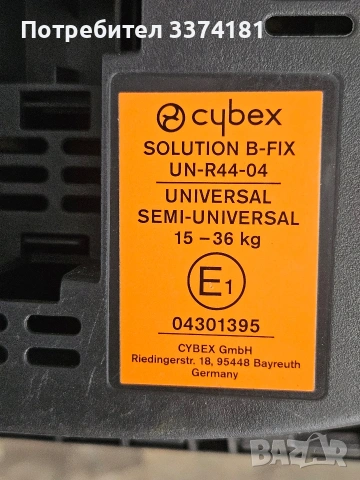 Потребител 3374181
cybex
SOLUTION B-FIX
UN-R44-04
UNIVERSAL
SEMI-UNIVERSAL
15 – 36 kg
E1
04301395
CYBEX GmbH
Riedingerstr. 18, 95448 Bayreuth
Germany
BAZAR